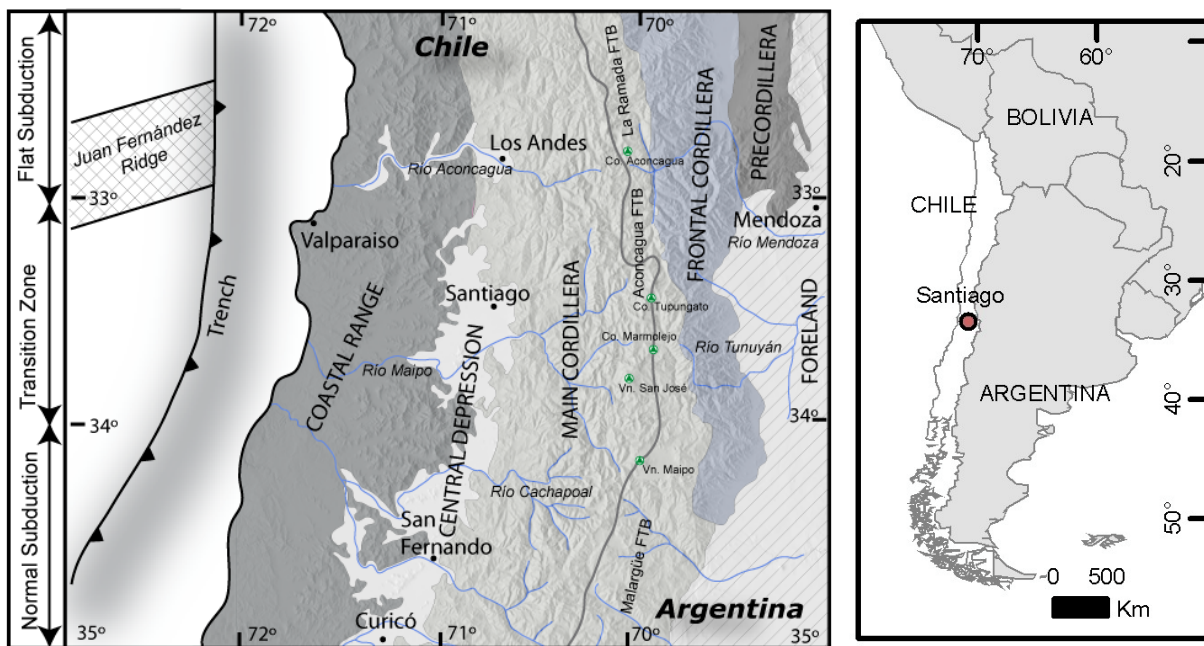 72°
71°
70°
Chile
Flat Subduction
Transition Zone
Normal Subduction
Juan Fernández
Ridge
33°
34°
35°
Trench
Valparaiso
COASTAL RANGE
Los Andes
Río Aconcagua
Santiago
Río Maipo
CENTRAL DEPRESSION
San
Fernando
Curicó
MAIN CORDILLERA
Río Cachapoal
La Ramada FTB
Co. Aconcagua
Aconcagua FTB
Co. Tupungato
Co. Marmolejo
Vn. San José
Vn. Maipo
Malargüe FTB
FRONTAL CORDILLERA
PRECORDILLERA
33°
Mendoza
Río Mendoza
Río Tunuyán
FORELAND
34°
Argentina
72°
71°
70°
35°
70°
60°
BOLIVIA
20°
CHILE
30°
Santiago
ARGENTINA
40°
50°
0
500
Km